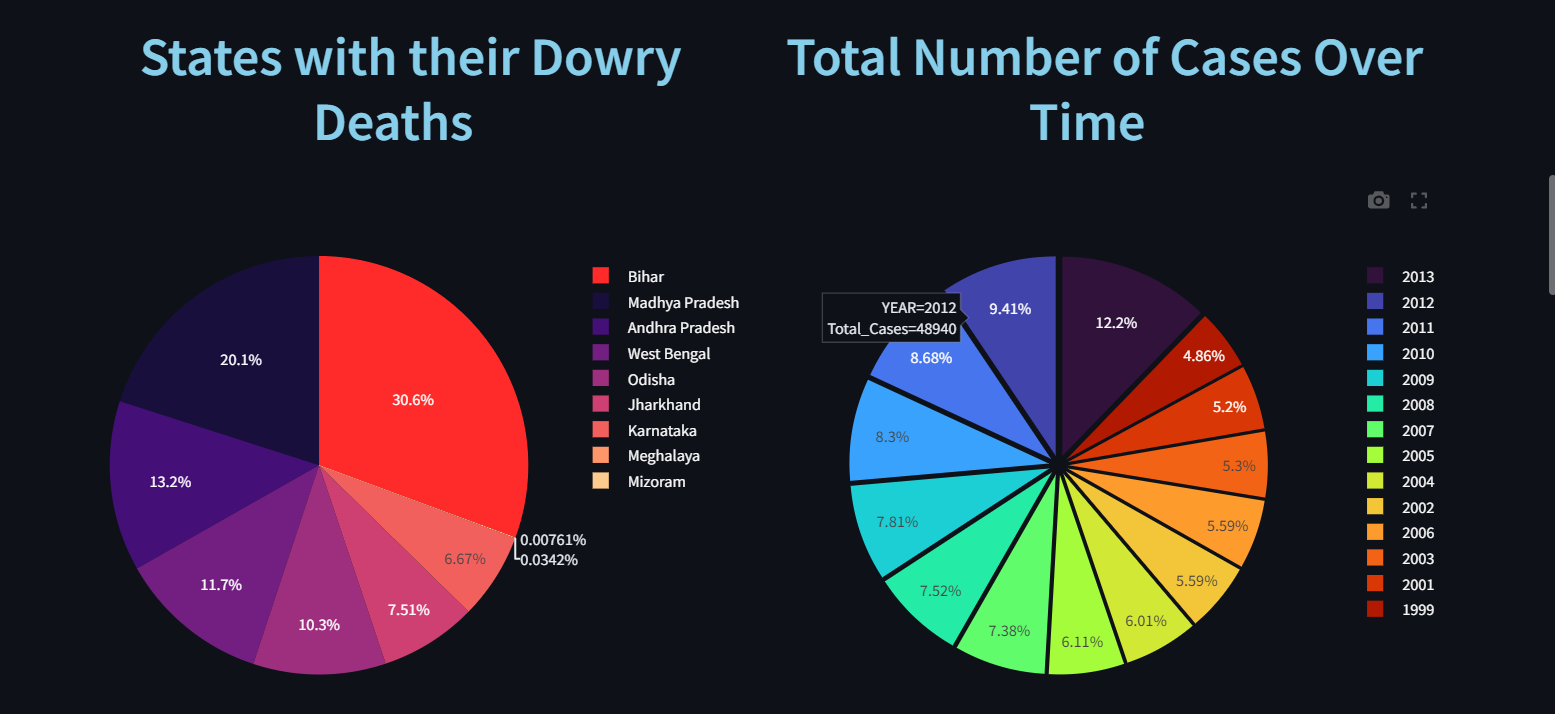 States with their Dowry
Deaths
30.6%
20.1%
13.2%
11.7%
10.3%
7.51%
6.67%
0.00761%
0.0342%
Bihar
Madhya Pradesh
Andhra Pradesh
West Bengal
Odisha
Jharkhand
Karnataka
Meghalaya
Mizoram
Total Number of Cases Over
Time
YEAR=2012
Total_Cases=48940
12.2%
9.41%
8.68%
8.3%
7.81%
7.52%
7.38%
6.11%
6.01%
5.59%
5.59%
5.3%
5.2%
4.86%
2013
2012
2011
2010
2009
2008
2007
2005
2004
2002
2006
2003
2001
1999